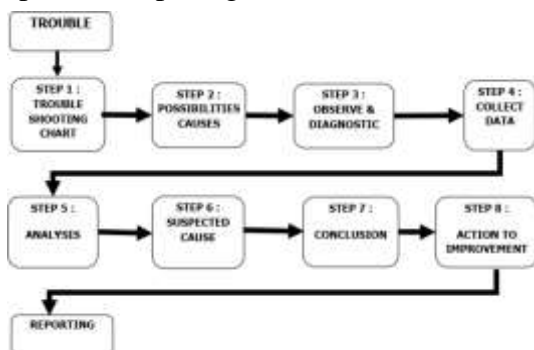 TROUBLE
STEP 1 :
TROUBLE
SHOOTING
CHART
STEP 2 :
POSSIBILITIES
CAUSES
STEP 3 :
OBSERVE &
DIAGNOSTIC
STEP 4 :
COLLECT
DATA
STEP 5 :
ANALYSIS
STEP 6 :
SUSPECTED
CAUSE
STEP 7 :
CONCLUSION
STEP 8 :
ACTION TO
IMPROVEMENT
REPORTING